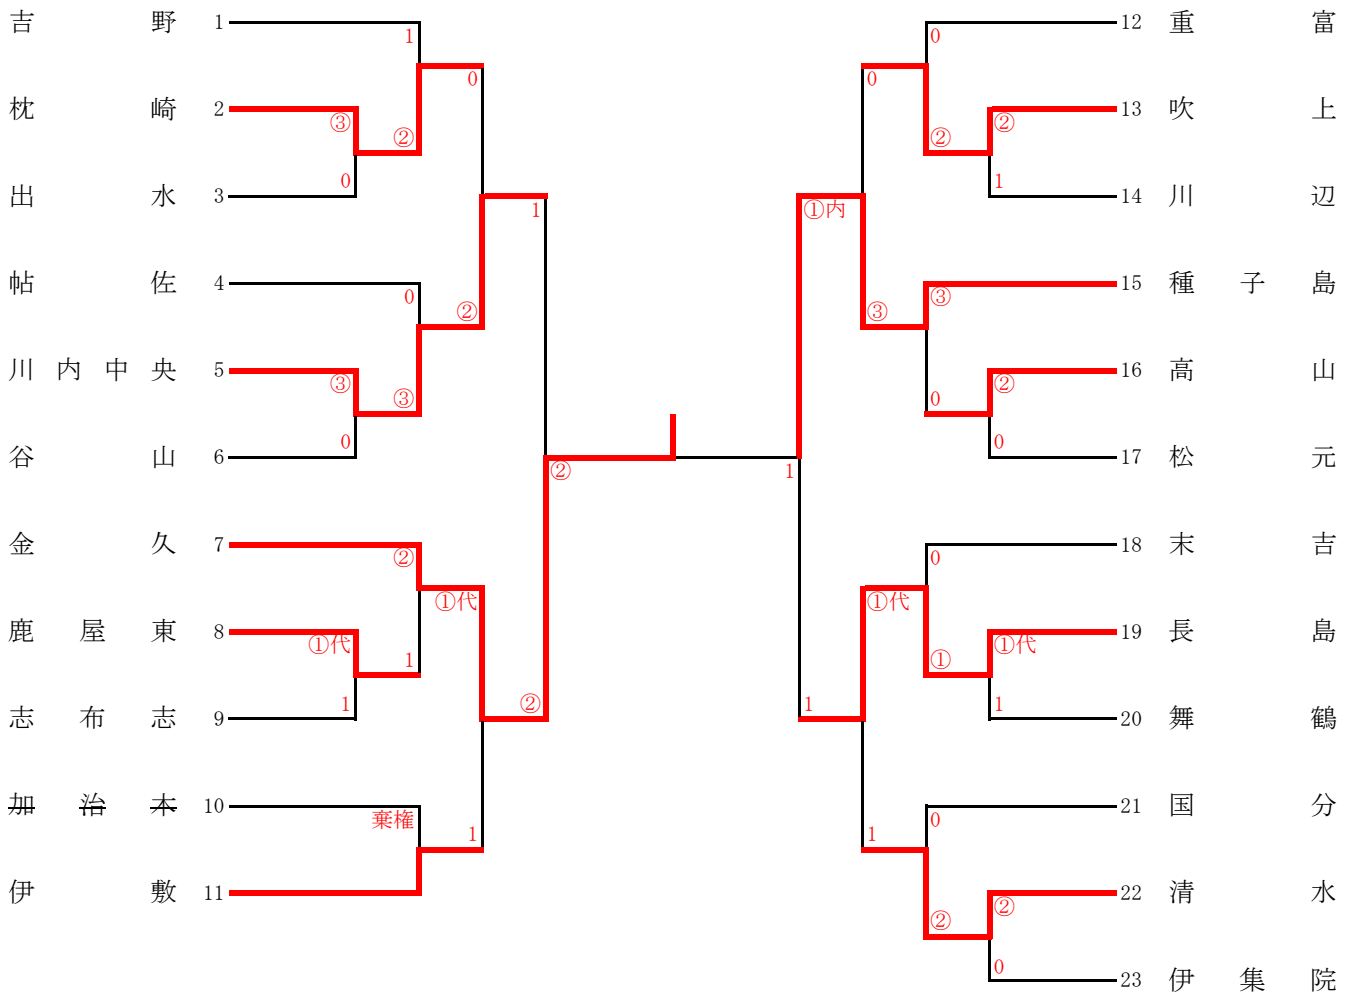 吉野 1
1
枕崎 2
③
②
0
出水 3
0
帖佐 4
0
②
川内中央 5
③
③
谷山 6
0
1
②
金久 7
②
①代
鹿屋東 8
①代
1
志布志 9
1
②
加治木 10
棄権
1
伊敷 11
12 重富
0
0
13 吹上
②
②
14 川辺
1
①内
15 種子島
③
③
16 高山
②
0
17 松元
0
1
18 末吉
0
①代
19 長島
①代
①
20 舞鶴
1
1
21 国分
0
1
22 清水
②
②
23 伊集院
0